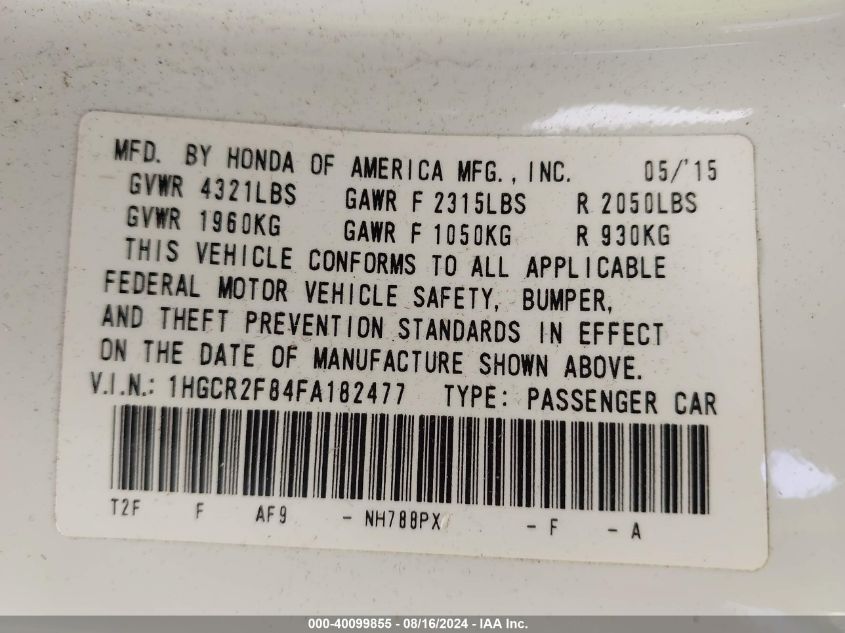 MFD. BY HONDA OF AMERICA MFG., INC. 05/'15
GVWR 4321LBS GAWR F 2315LBS R 2050LBS
GVWR 1960KG GAWR F 1050KG R 930KG
THIS VEHICLE CONFORMS TO ALL APPLICABLE
FEDERAL MOTOR VEHICLE SAFETY, BUMPER,
AND THEFT PREVENTION STANDARDS IN EFFECT
ON THE DATE OF MANUFACTURE SHOWN ABOVE.
V.I.N.: 1HGCR2F84FA182477 TYPE: PASSENGER CAR
T2F F AF9 - NH788PX - F - A
000-40099855 - 08/16/2024 - IAA Inc.